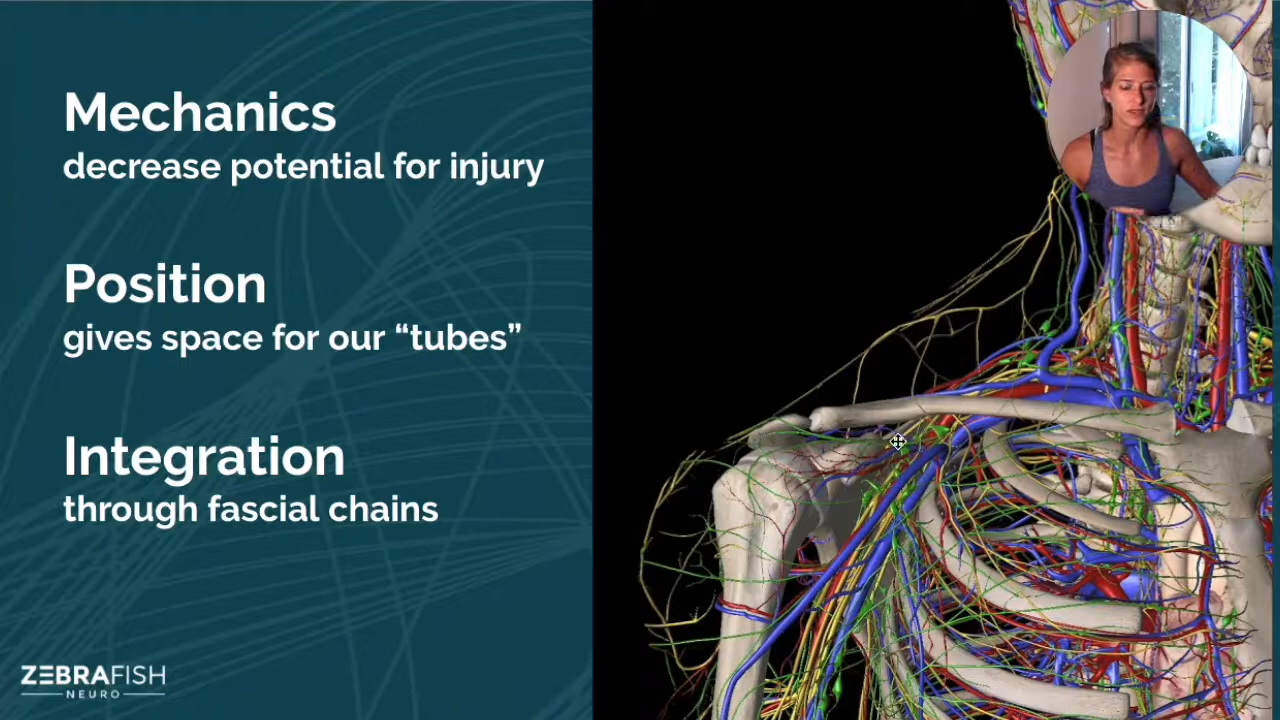 Mechanics
decrease potential for injury
Position
gives space for our “tubes”
Integration
through fascial chains
ZEBRAFISH
NEURO